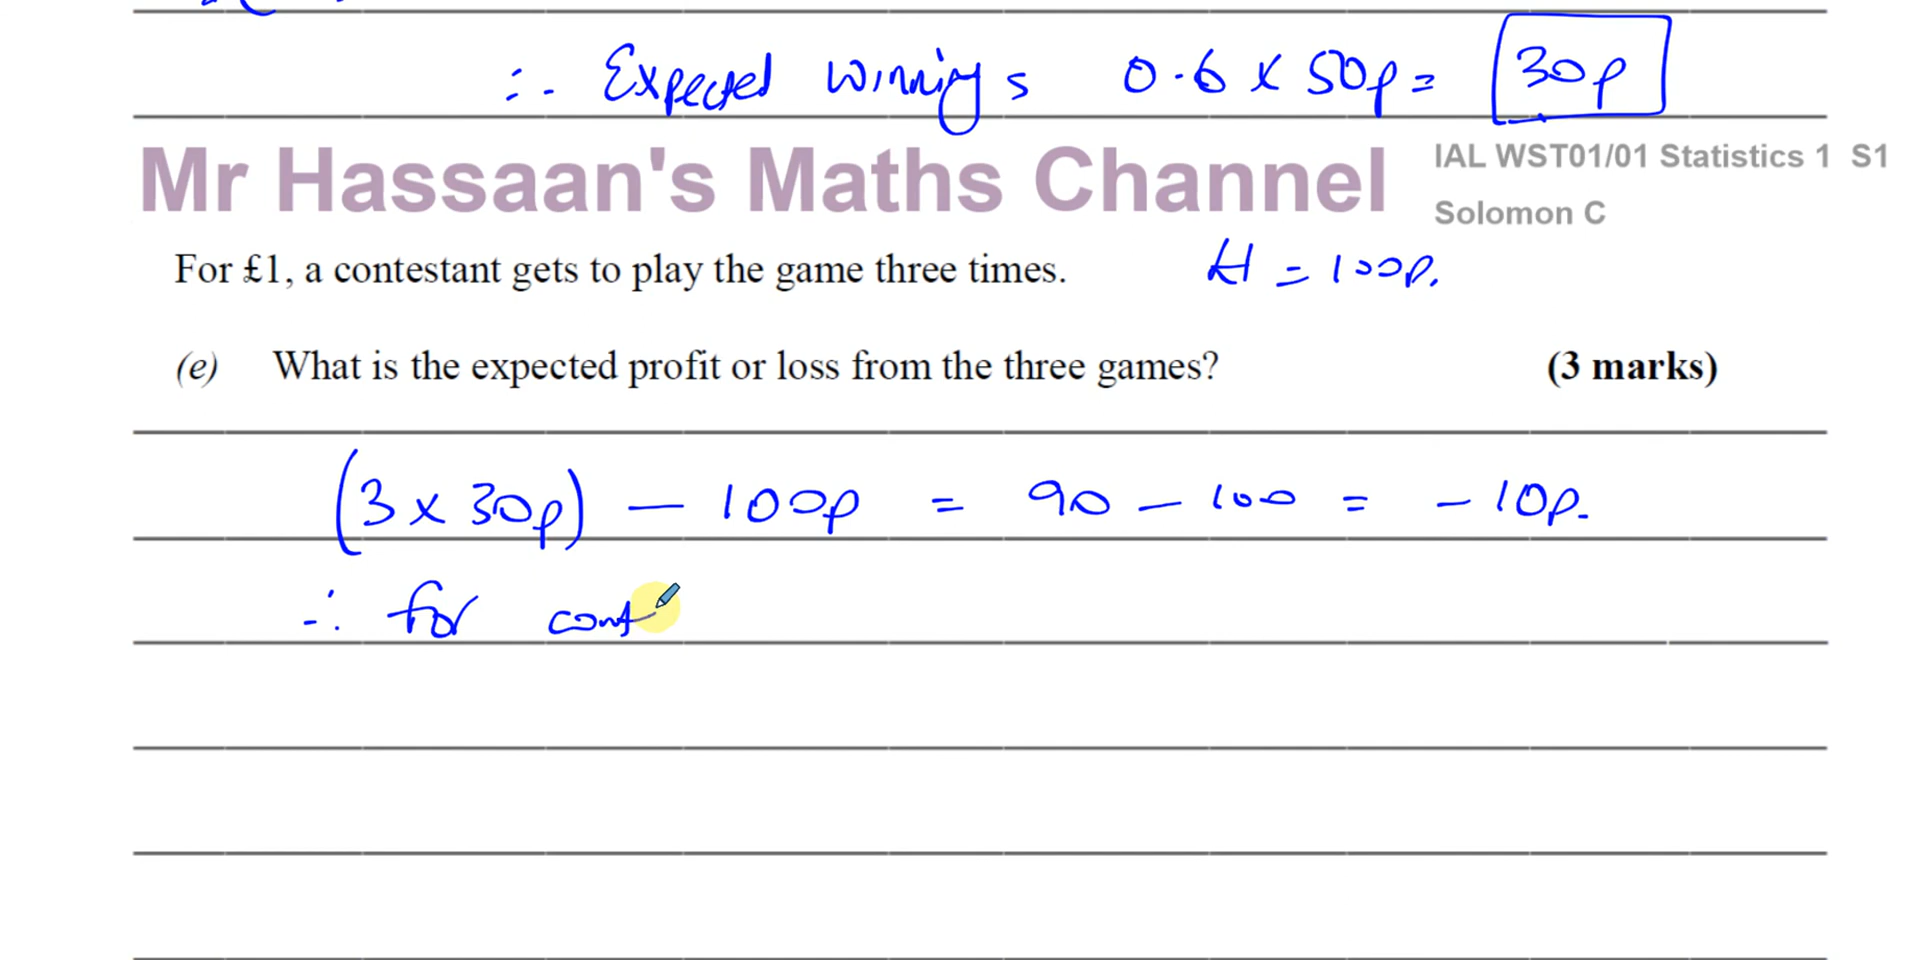 ∴ Expected winnings 0.6 x 50p = 30p
Mr Hassaan's Maths Channel
IAL WST01/01 Statistics 1 S1
Solomon C
For £1, a contestant gets to play the game three times. £1 = 100p.
(e) What is the expected profit or loss from the three games? (3 marks)
(3 x 30p) – 100p = 90 – 100 = – 10p.
∴ for cont